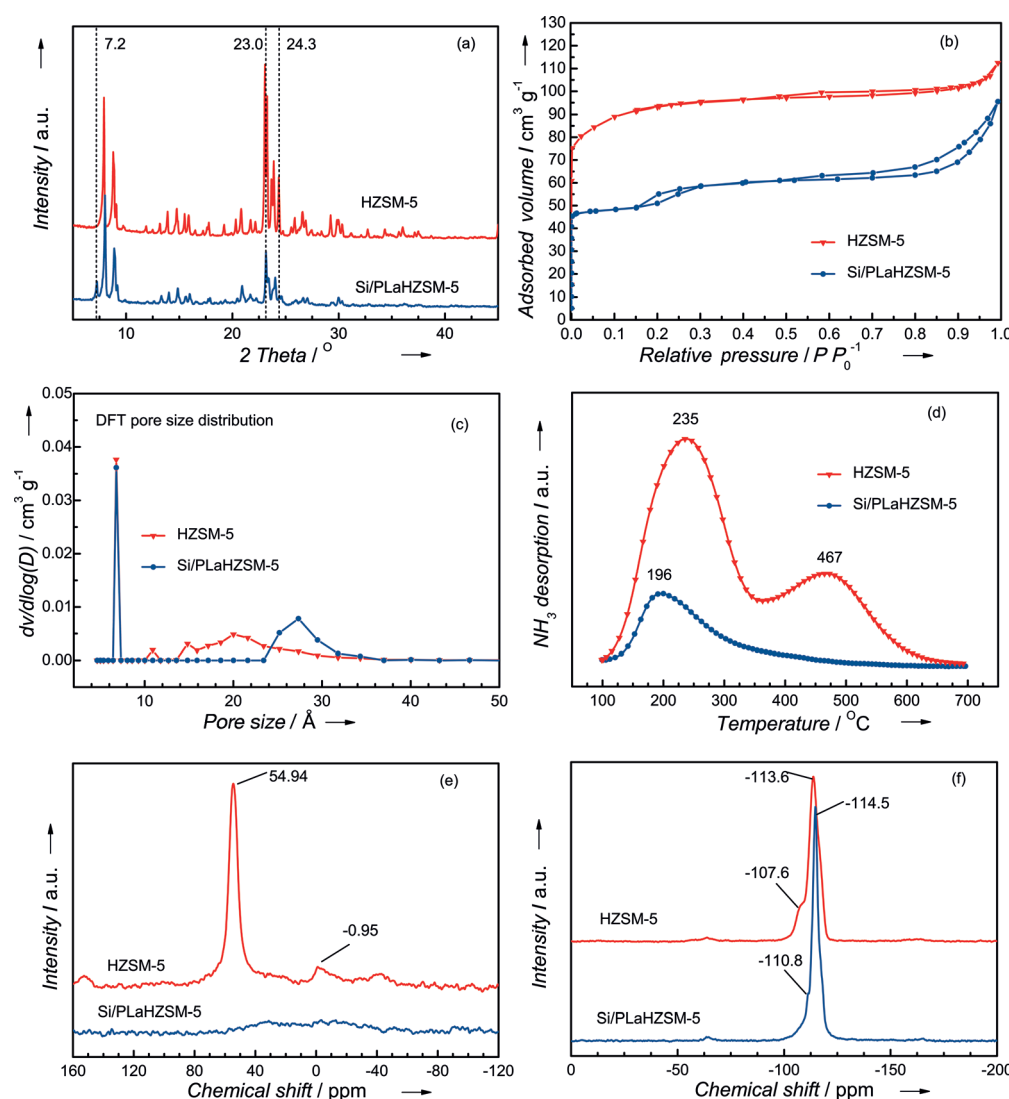 7.2
23.0
24.3
(a)
Intensity / a.u.
HZSM-5
Si/PLaHZSM-5
10
20
30
40
2 Theta / °
(b)
Adsorbed volume / cm³ g⁻¹
130
120
110
100
90
80
70
60
50
40
30
20
10
0
HZSM-5
Si/PLaHZSM-5
0.0 0.1 0.2 0.3 0.4 0.5 0.6 0.7 0.8 0.9 1.0
Relative pressure / P P₀⁻¹
DFT pore size distribution
(c)
dv/dlog(D) / cm³ g⁻¹
0.05
0.04
0.03
0.02
0.01
0.00
HZSM-5
Si/PLaHZSM-5
10 20 30 40 50
Pore size / Å
(d)
NH₃ desorption / a.u.
235
196
467
HZSM-5
Si/PLaHZSM-5
100 200 300 400 500 600 700
Temperature / °C
(e)
Intensity / a.u.
54.94
-0.95
HZSM-5
Si/PLaHZSM-5
160 120 80 40 0 -40 -80 -120
Chemical shift / ppm
(f)
Intensity / a.u.
-113.6
-114.5
-107.6
HZSM-5
-110.8
Si/PLaHZSM-5
0 -50 -100 -150 -200
Chemical shift / ppm